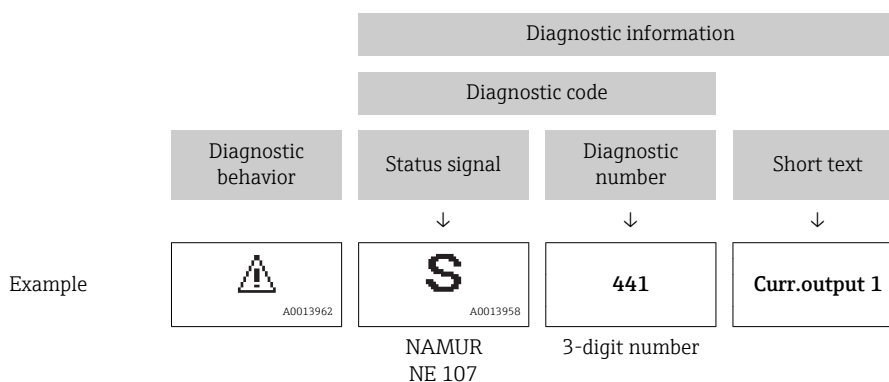 Diagnostic information
Diagnostic code
Diagnostic
behavior
Status signal
Diagnostic
number
Short text
↓ ↓ ↓
Example
⚠
A0013962
S
A0013958
441
Curr.output 1
NAMUR
NE 107
3-digit number